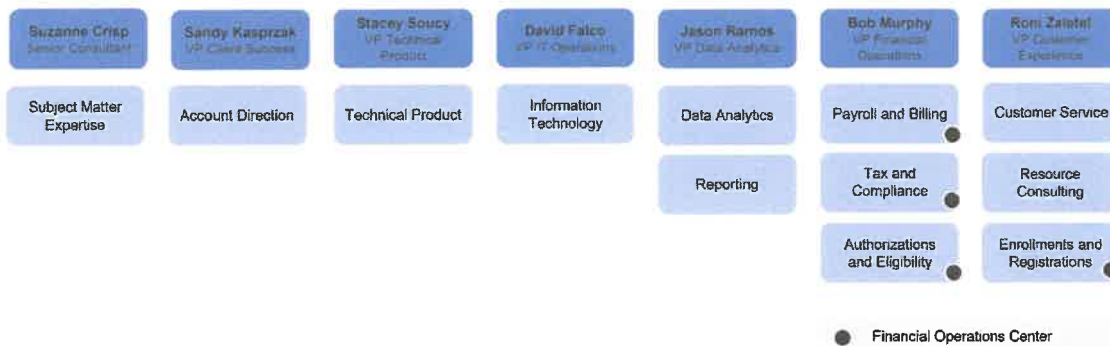 Suzanne Crisp
Senior Consultant
Subject Matter
Expertise
Sandy Kasprzak
VP Client Success
Account Direction
Stacey Soucy
VP Technical
Product
Technical Product
David Falco
VP IT Operations
Information
Technology
Jason Ramos
VP Data Analytics
Data Analytics
Reporting
Bob Murphy
VP Financial
Operations
Payroll and Billing
Tax and
Compliance
Authorizations
and Eligibility
Roni Zaletel
VP Customer
Experience
Customer Service
Resource
Consulting
Enrollments and
Registrations
Financial Operations Center